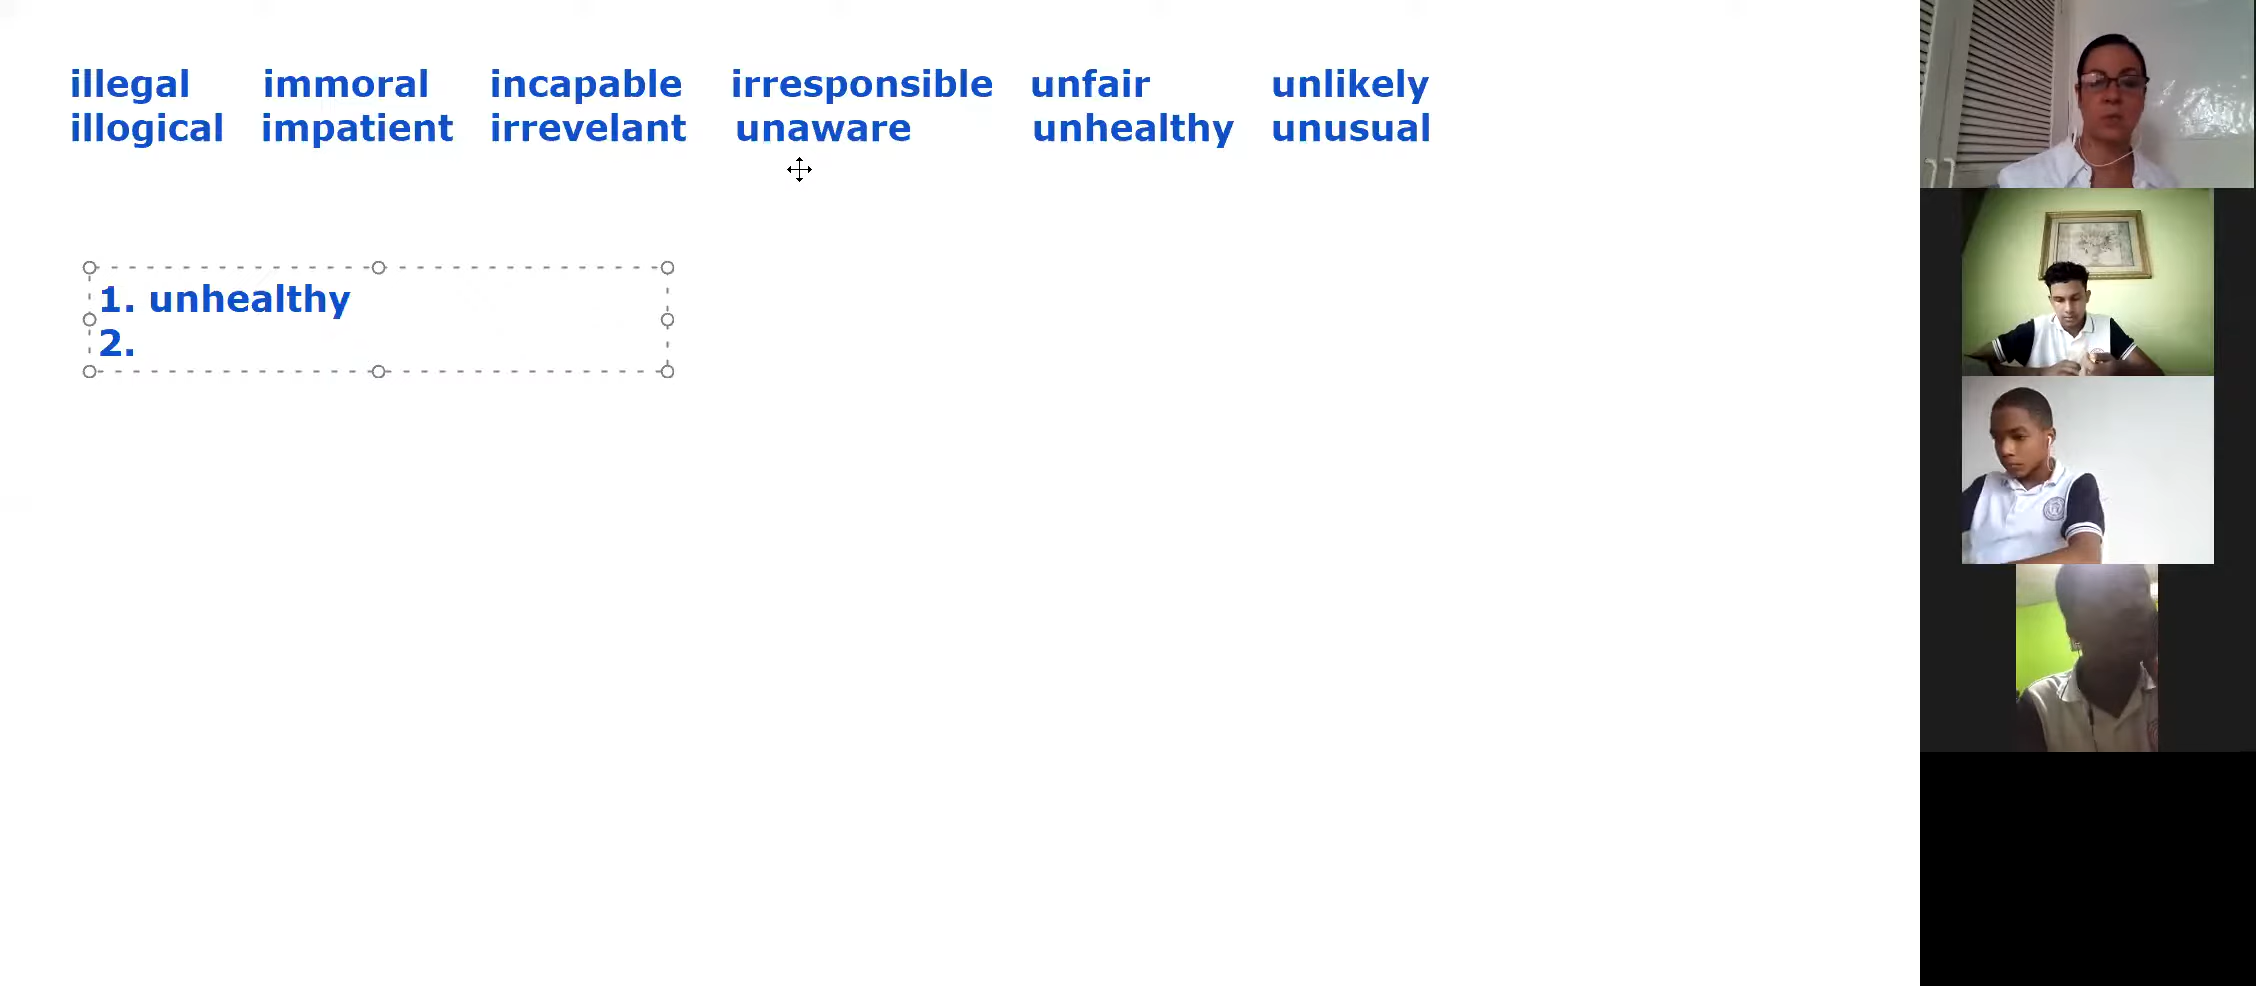 illegal immoral incapable irresponsible unfair unlikely
illogical impatient irrevelant unaware unhealthy unusual
1. unhealthy
2.